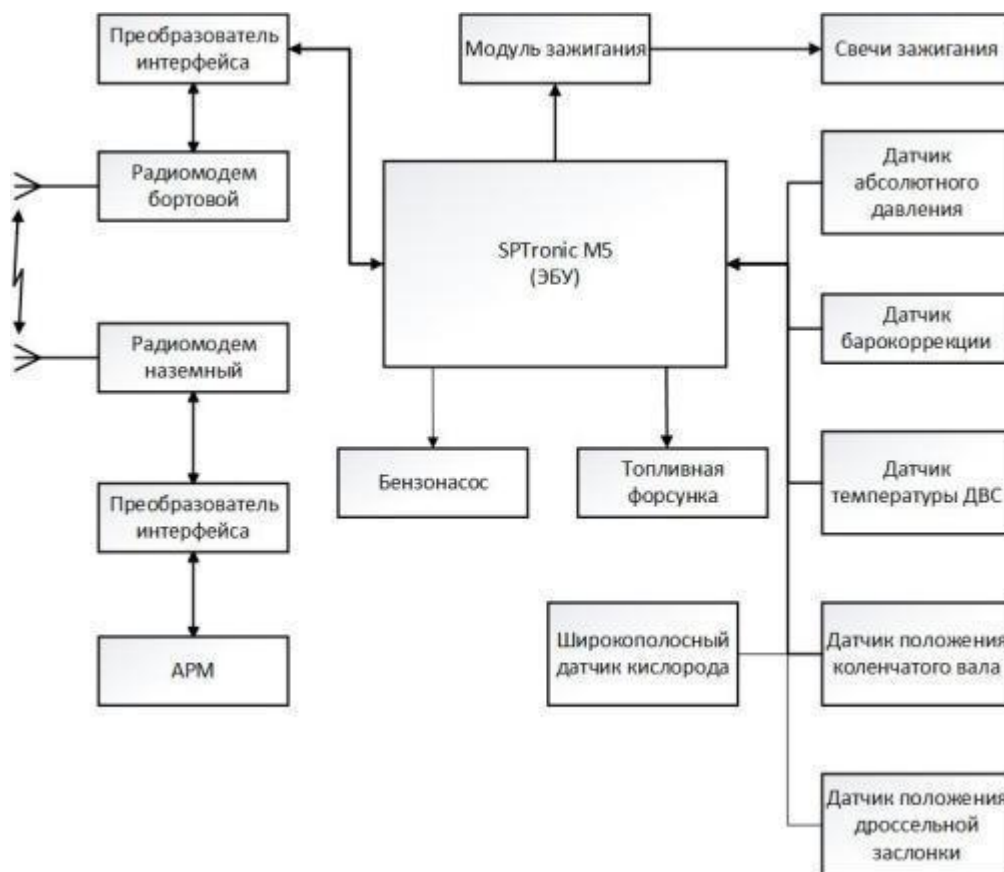 Преобразователь
интерфейса
Модуль зажигания
Свечи зажигания
Радиомодем
бортовой
Датчик
абсолютного
давления
SPTronic M5
(ЭБУ)
Датчик
барокоррекции
Радиомодем
наземный
Бензонасос
Топливная
форсунка
Датчик
температуры ДВС
Преобразователь
интерфейса
АРМ
Широкополосный
датчик кислорода
Датчик положения
коленчатого вала
Датчик положения
дроссельной
заслонки